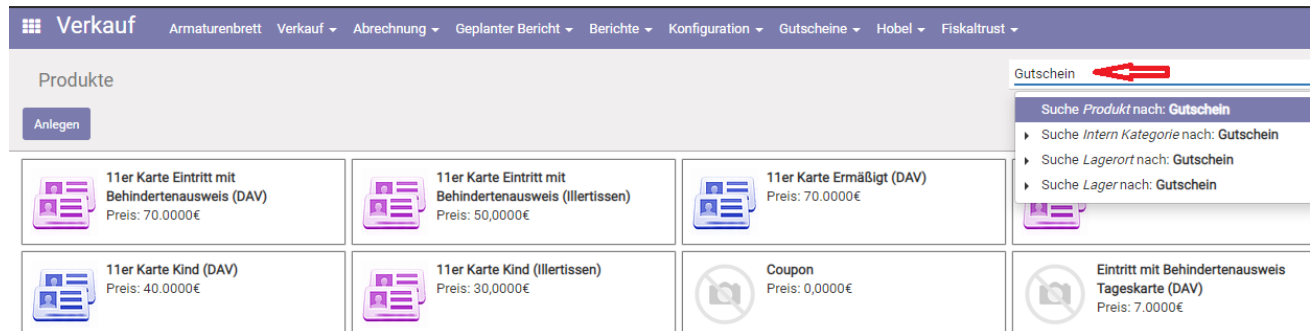 Verkauf Armaturenbrett Verkauf Abrechnung Geplanter Bericht Berichte Konfiguration Gutscheine Hobel Fiskaltrust
Produkte
Gutschein
Anlegen
Suche Produkt nach: Gutschein
Suche Intern Kategorie nach: Gutschein
Suche Lagerort nach: Gutschein
Suche Lager nach: Gutschein
11er Karte Eintritt mit
Behindertenausweis (DAV)
Preis: 70.0000€
11er Karte Eintritt mit
Behindertenausweis (Illertissen)
Preis: 50,0000€
11er Karte Ermäßigt (DAV)
Preis: 70.0000€
11er Karte Kind (DAV)
Preis: 40.0000€
11er Karte Kind (Illertissen)
Preis: 30,0000€
Coupon
Preis: 0,0000€
Eintritt mit Behindertenausweis
Tageskarte (DAV)
Preis: 7.0000€